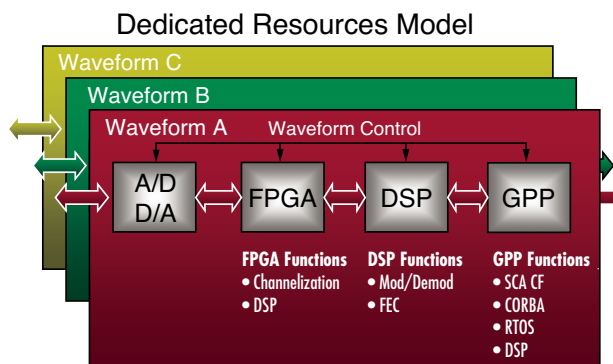 Dedicated Resources Model
Waveform C
Waveform B
Waveform A
Waveform Control
A/D
D/A
FPGA
DSP
GPP
FPGA Functions
• Channelization
• DSP
DSP Functions
• Mod/Demod
• FEC
GPP Functions
• SCA CF
• CORBA
• RTOS
• DSP